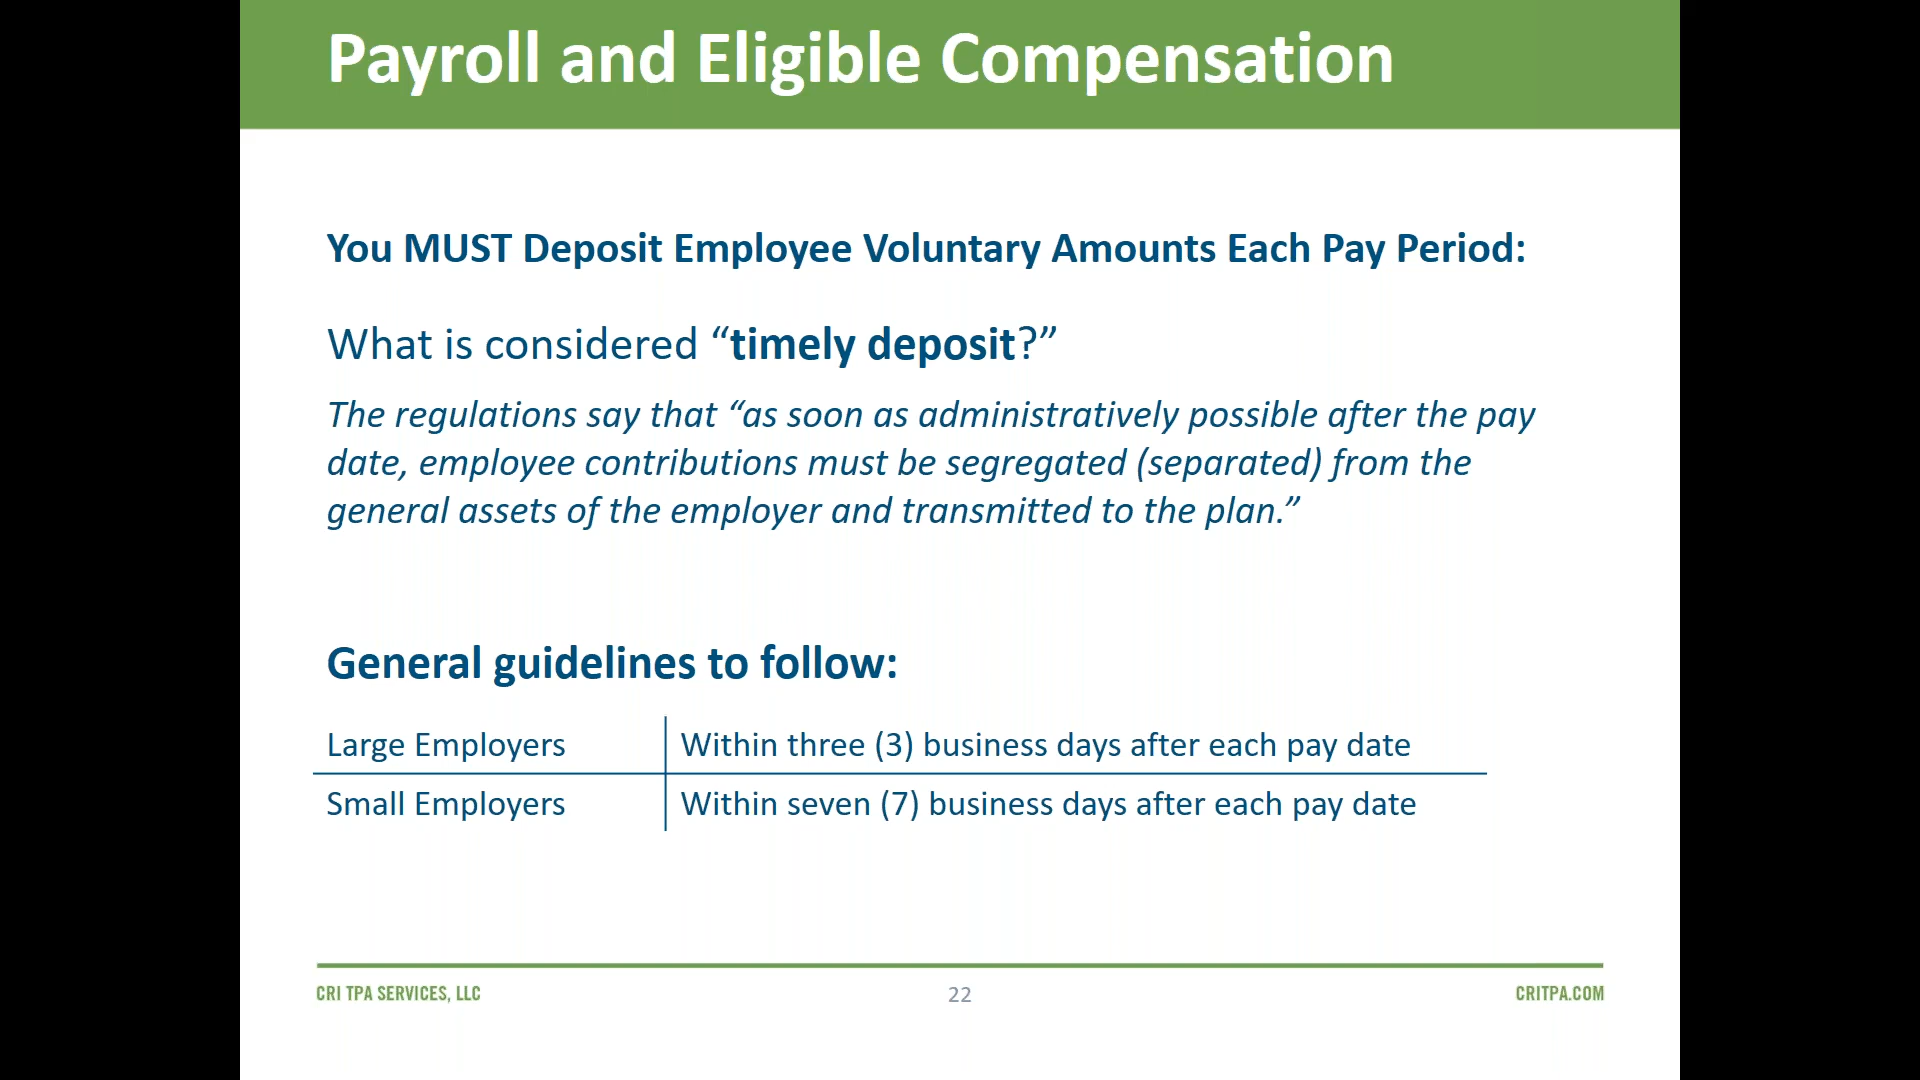 Payroll and Eligible Compensation
You MUST Deposit Employee Voluntary Amounts Each Pay Period:
What is considered “timely deposit?”
The regulations say that “as soon as administratively possible after the pay
date, employee contributions must be segregated (separated) from the
general assets of the employer and transmitted to the plan.”
General guidelines to follow:
Large Employers Within three (3) business days after each pay date
Small Employers Within seven (7) business days after each pay date
CRI TPA SERVICES, LLC 22 CRITPA.COM